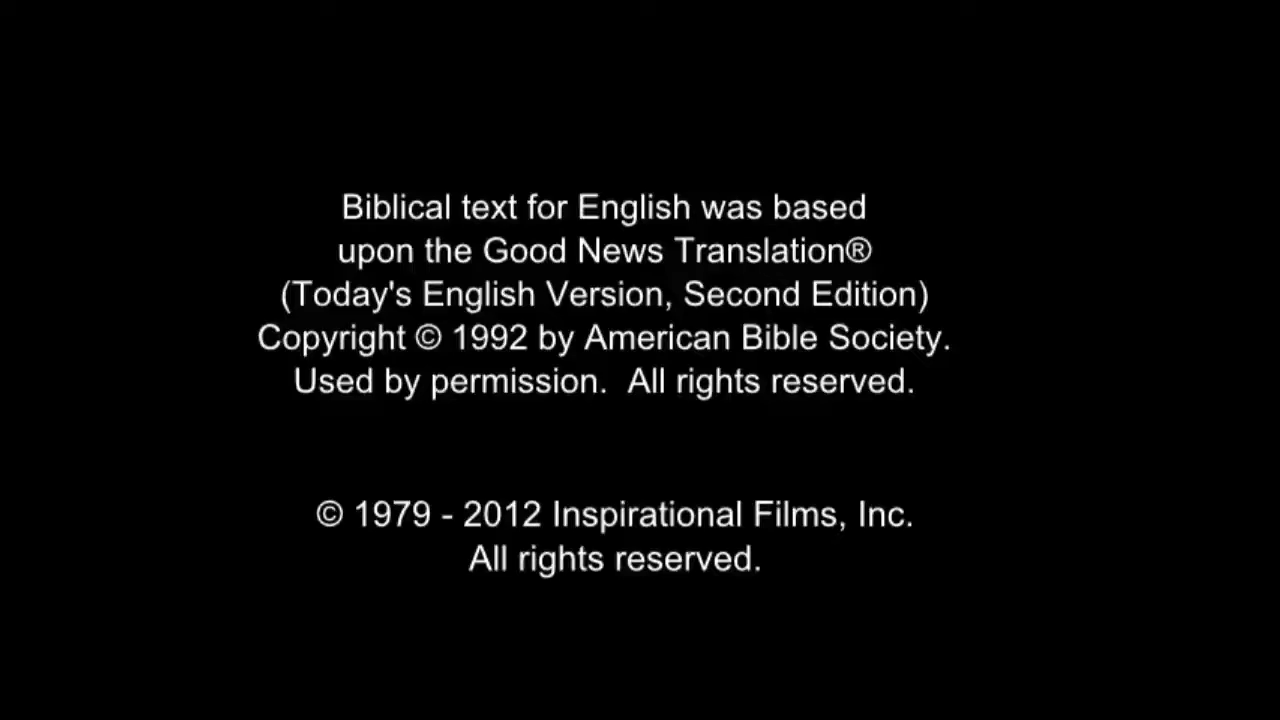 Biblical text for English was based
upon the Good News Translation®
(Today's English Version, Second Edition)
Copyright © 1992 by American Bible Society.
Used by permission.  All rights reserved.
© 1979 - 2012 Inspirational Films, Inc.
All rights reserved.